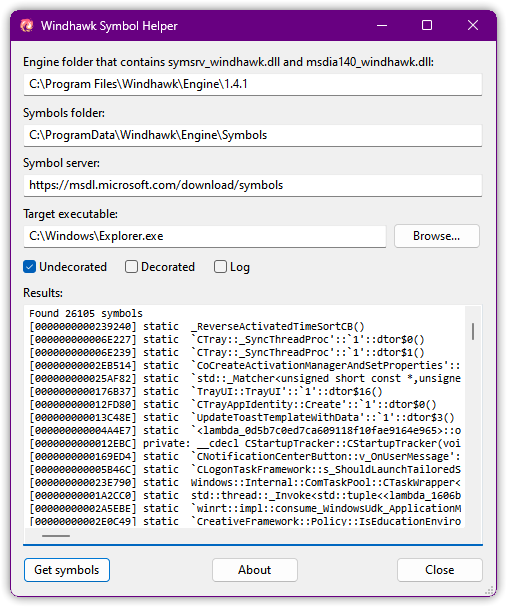 Windhawk Symbol Helper
Engine folder that contains symsrv_windhawk.dll and msdia140_windhawk.dll:
C:\Program Files\Windhawk\Engine\1.4.1
Symbols folder:
C:\ProgramData\Windhawk\Engine\Symbols
Symbol server:
https://msdl.microsoft.com/download/symbols
Target executable:
C:\Windows\Explorer.exe Browse...
Undecorated Decorated Log
Results:
Found 26105 symbols
[0000000000239240] static  _ReverseActivatedTimeSortCB()
[000000000006E227] static  `CTray::_SyncThreadProc'::`1'::dtor$0()
[000000000006E239] static  `CTray::_SyncThreadProc'::`1'::dtor$1()
[00000000002EB514] static  `CoCreateActivationManagerAndSetProperties'::
[000000000025AF82] static  `std::_Matcher<unsigned short const *,unsigne
[0000000000176B37] static  `TrayUI::TrayUI'::`1'::dtor$16()
[000000000012FD80] static  `CTrayAppIdentity::Create'::`1'::dtor$0()
[000000000013C48E] static  `UpdateToastTemplateWithData'::`1'::dtor$3()
[00000000000A4E7] static  `<lambda_0d5b7c0ed7ca609118f10fae9164e965>::o
[000000000012EBC] private: __cdecl CStartupTracker::CStartupTracker(voi
[0000000000169ED4] static  `CNotificationCenterButton::v_OnUserMessage':
[000000000005B46C] static  `CLogonTaskFramework::s_ShouldLaunchTailoredS
[000000000023E790] static  Windows::Internal::ComTaskPool::CTaskWrapper<
[00000000001A2CC0] static  std::thread::_Invoke<std::tuple<<lambda_1606b
[00000000002A5EBE] static  `winrt::impl::consume_WindowsUdk_ApplicationM
[00000000002E0C49] static  `CreativeFramework::Policy::IsEducationEnviro
Get symbols About Close